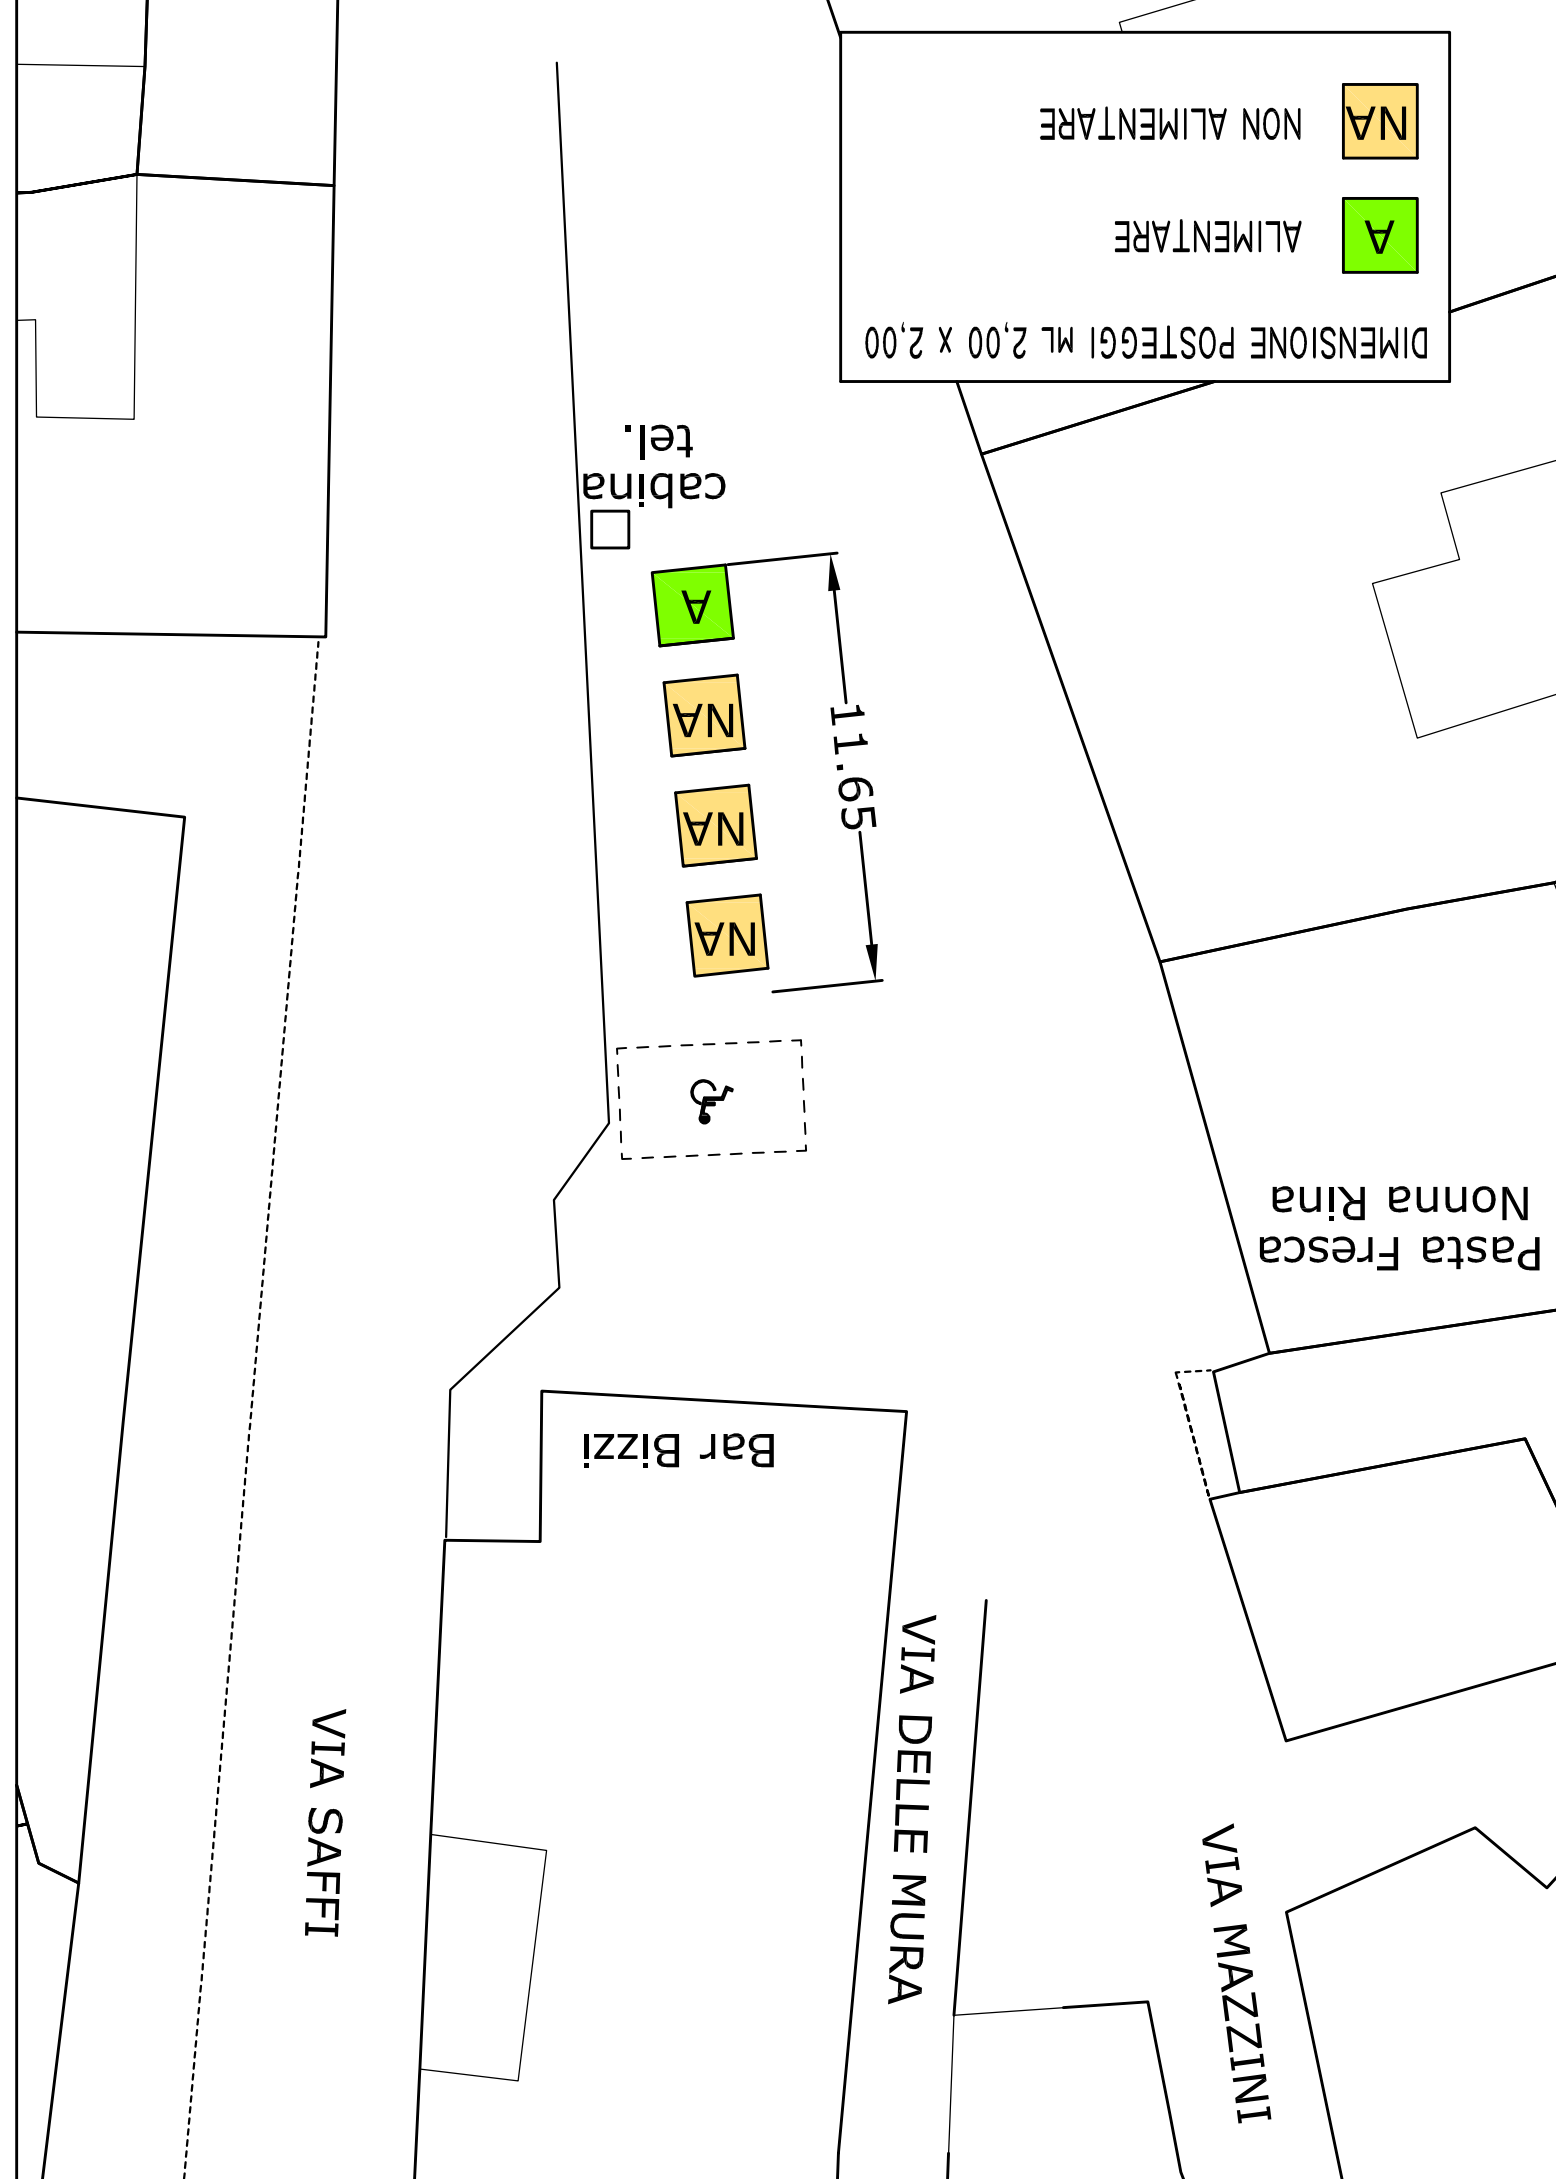 VIA MAZZINI
VIA DELLE MURA
VIA SAFFI
Bar Bizzi
Pasta Fresca
Nonna Rina
NA
NA
NA
A
11.65
cabina
tel.
DIMENSIONE POSTEGGI ML 2,00 x 2,00
A ALIMENTARE
NA NON ALIMENTARE